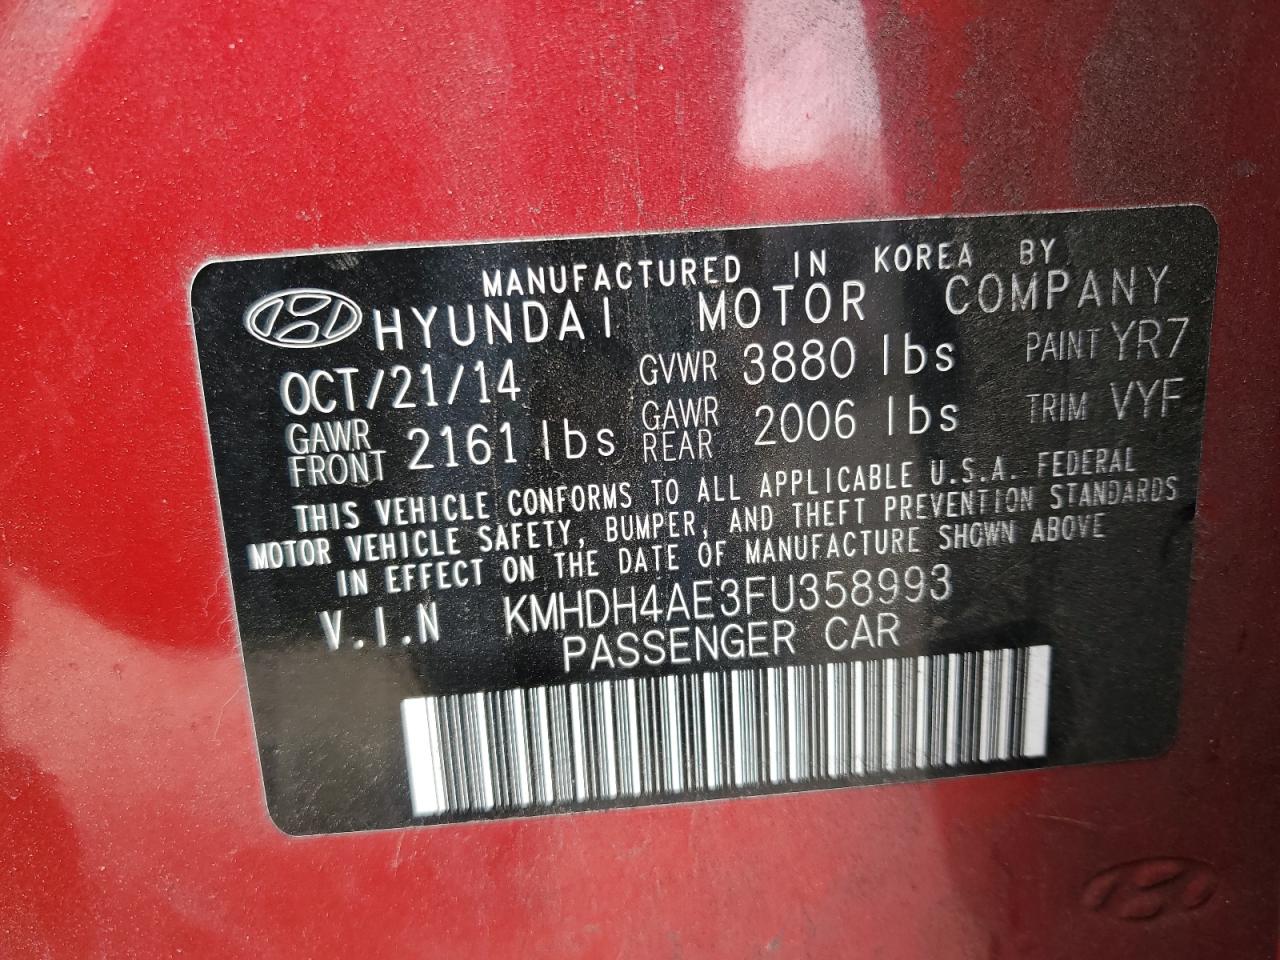 MANUFACTURED IN KOREA BY
HYUNDAI MOTOR COMPANY
OCT/21/14 GVWR 3880 lbs PAINT YR7
GAWR FRONT 2161 lbs GAWR REAR 2006 lbs TRIM VYF
THIS VEHICLE CONFORMS TO ALL APPLICABLE U.S.A. FEDERAL
MOTOR VEHICLE SAFETY, BUMPER, AND THEFT PREVENTION STANDARDS
IN EFFECT ON THE DATE OF MANUFACTURE SHOWN ABOVE
V.I.N KMHDH4AE3FU358993
PASSENGER CAR